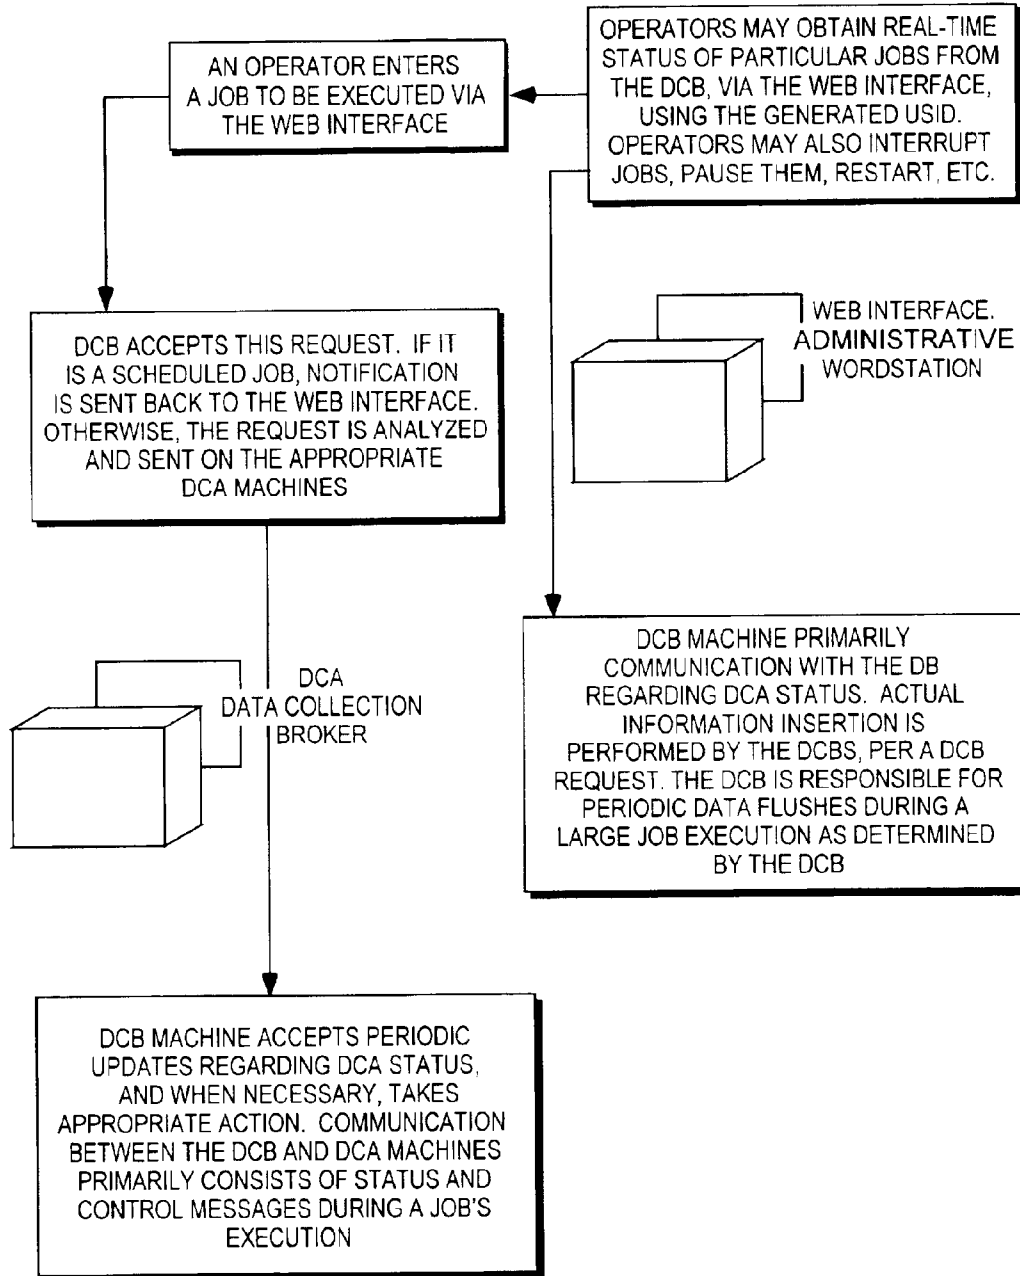 AN OPERATOR ENTERS
A JOB TO BE EXECUTED VIA
THE WEB INTERFACE
OPERATORS MAY OBTAIN REAL-TIME
STATUS OF PARTICULAR JOBS FROM
THE DCB, VIA THE WEB INTERFACE,
USING THE GENERATED USID.
OPERATORS MAY ALSO INTERRUPT
JOBS, PAUSE THEM, RESTART, ETC.
DCB ACCEPTS THIS REQUEST. IF IT
IS A SCHEDULED JOB, NOTIFICATION
IS SENT BACK TO THE WEB INTERFACE.
OTHERWISE, THE REQUEST IS ANALYZED
AND SENT ON THE APPROPRIATE
DCA MACHINES
WEB INTERFACE.
ADMINISTRATIVE
WORDSTATION
DCA
DATA COLLECTION
BROKER
DCB MACHINE PRIMARILY
COMMUNICATION WITH THE DB
REGARDING DCA STATUS. ACTUAL
INFORMATION INSERTION IS
PERFORMED BY THE DCBS, PER A DCB
REQUEST. THE DCB IS RESPONSIBLE FOR
PERIODIC DATA FLUSHES DURING A
LARGE JOB EXECUTION AS DETERMINED
BY THE DCB
DCB MACHINE ACCEPTS PERIODIC
UPDATES REGARDING DCA STATUS,
AND WHEN NECESSARY, TAKES
APPROPRIATE ACTION. COMMUNICATION
BETWEEN THE DCB AND DCA MACHINES
PRIMARILY CONSISTS OF STATUS AND
CONTROL MESSAGES DURING A JOB'S
EXECUTION